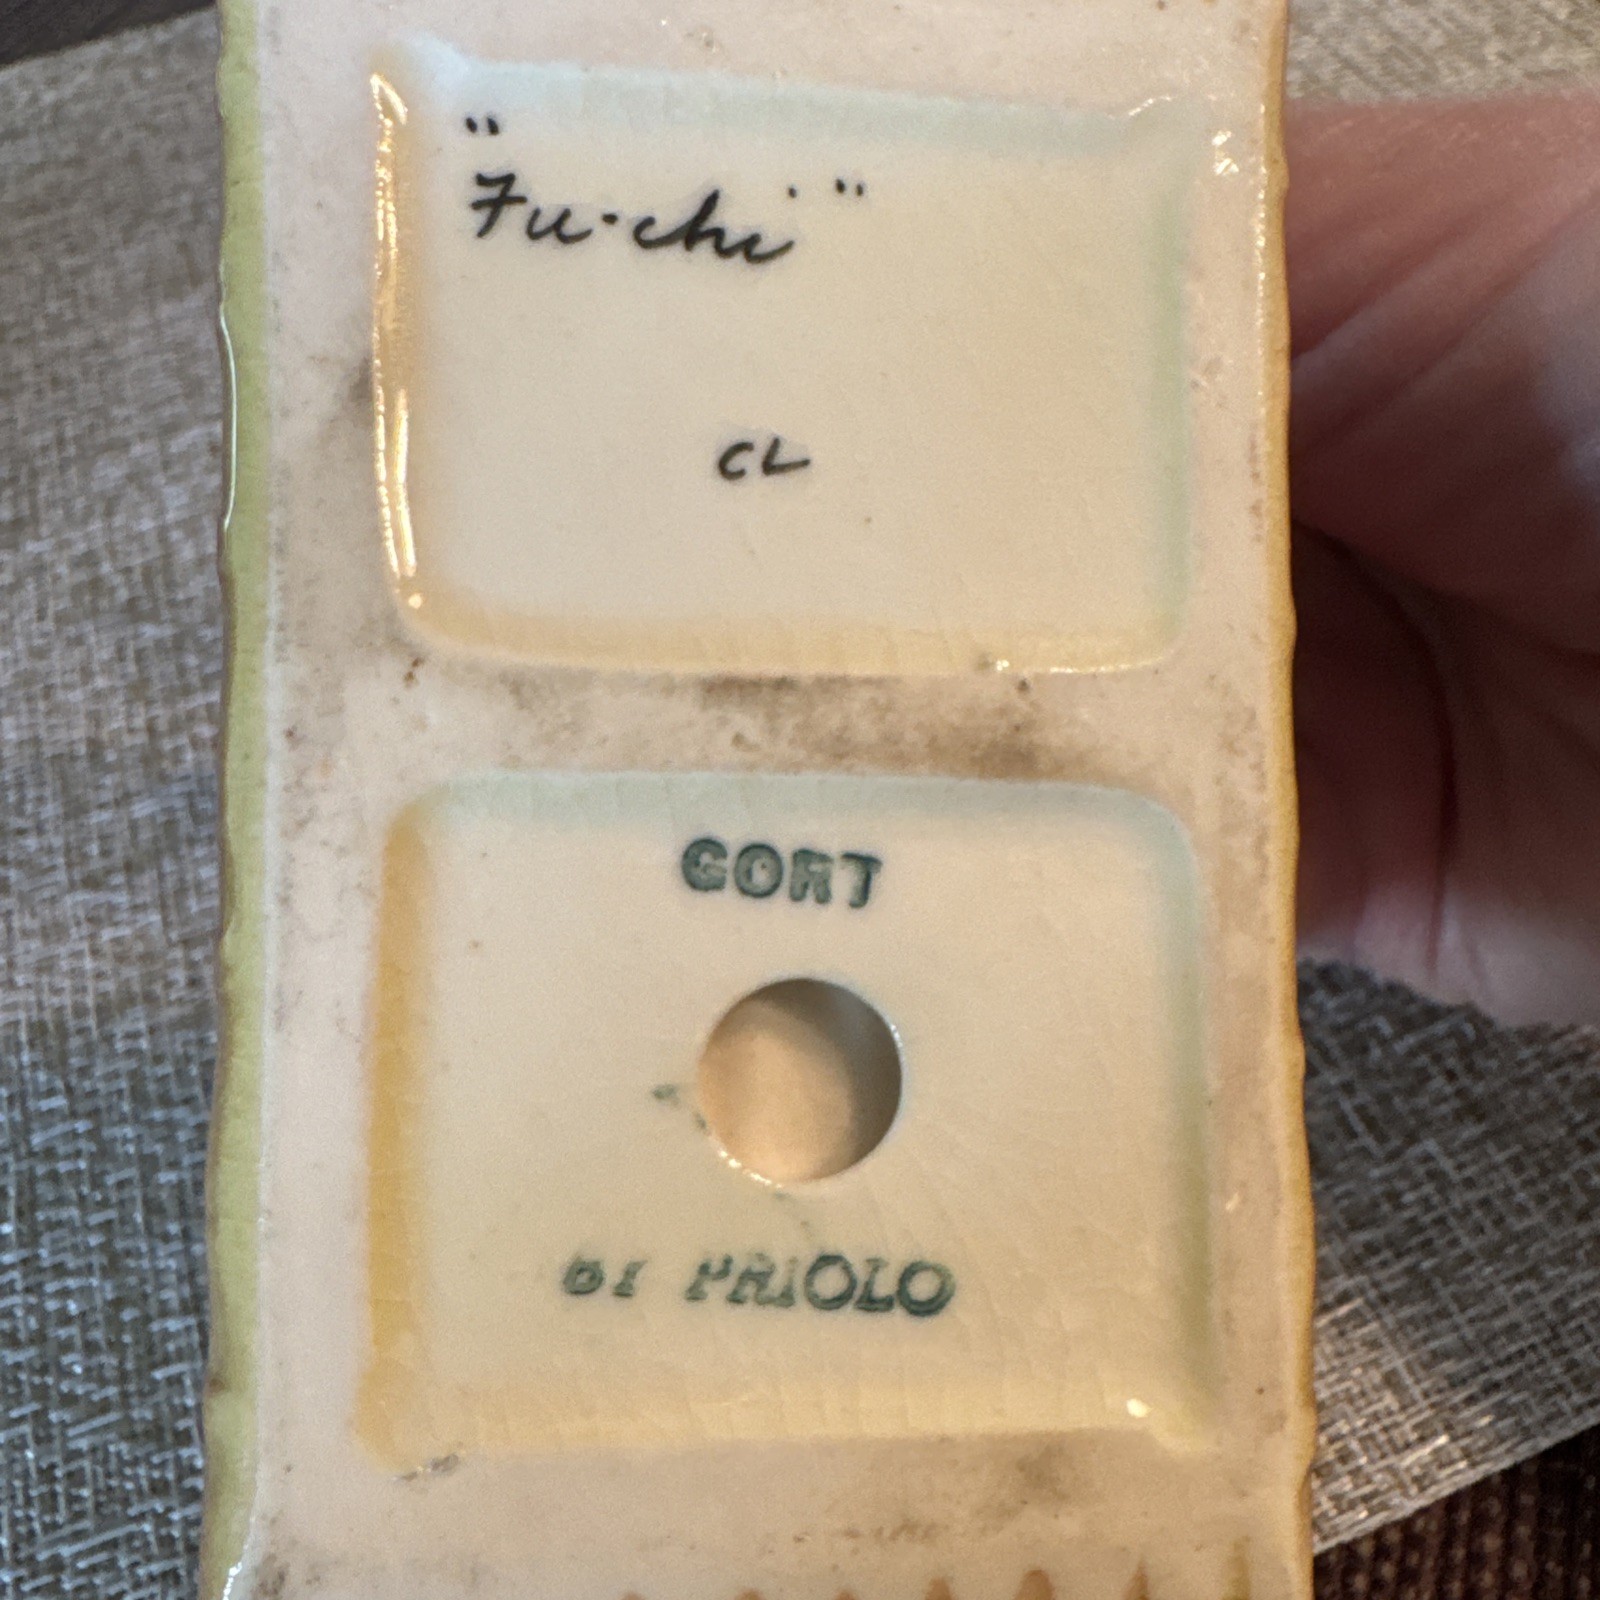 "
Fu-chi"
CL
GORT
BY PRIOLO